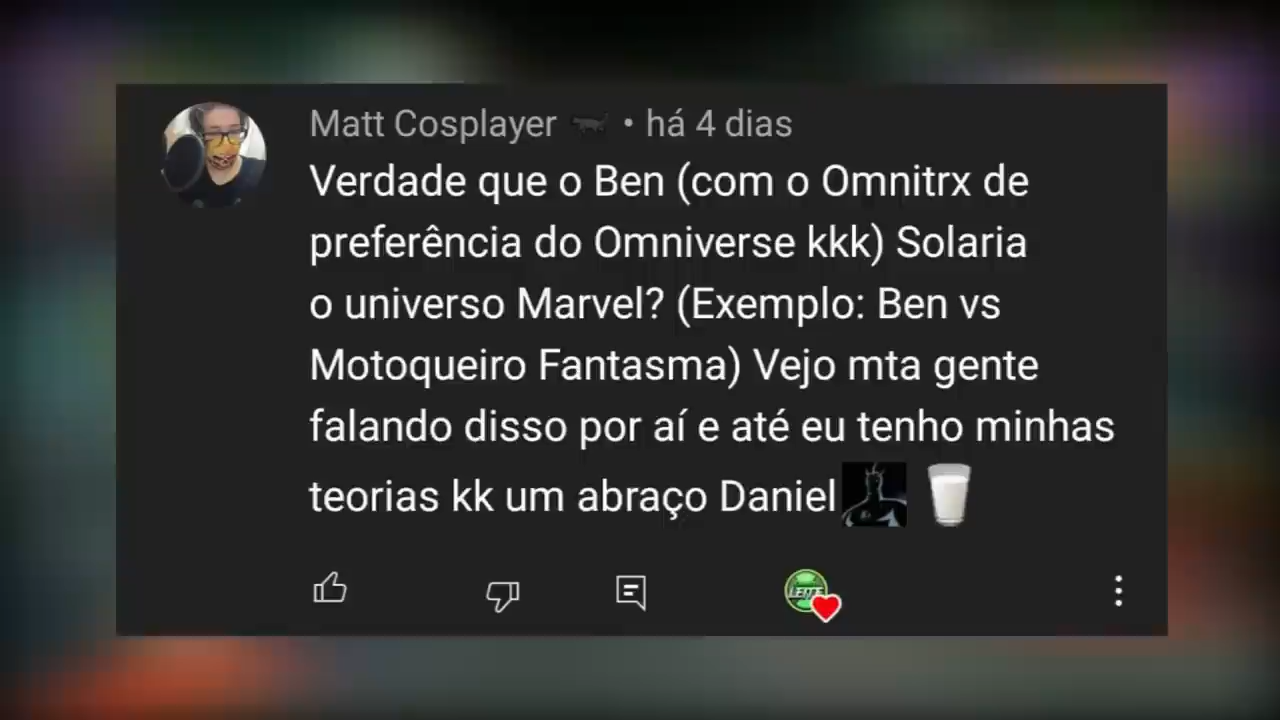 Matt Cosplayer • há 4 dias
Verdade que o Ben (com o Omnitrx de
preferência do Omniverse kkk) Solaria
o universo Marvel? (Exemplo: Ben vs
Motoqueiro Fantasma) Vejo mta gente
falando disso por aí e até eu tenho minhas
teorias kk um abraço Daniel
LEITE